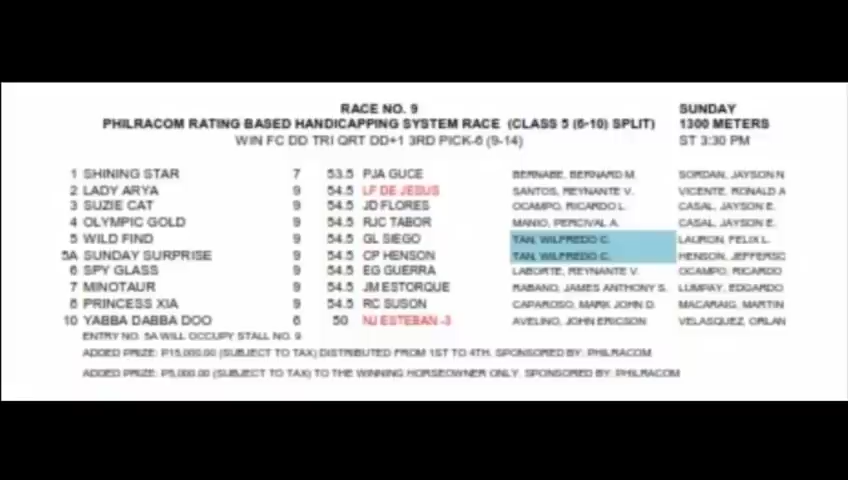 RACE NO. 9 SUNDAY
PHILRACOM RATING BASED HANDICAPPING SYSTEM RACE (CLASS 5 (6-10) SPLIT) 1300 METERS
WIN FC DD TRI QRT DD+1 3RD PICK-6 (9-14) ST 3:30 PM
1 SHINING STAR 7 53.5 PJA GUCE BERNABE, BERNARD M. SORDAN, JAYSON N
2 LADY ARYA 9 54.5 LF DE JESUS SANTOS, REYNANTE V. VICENTE, RONALD A
3 SUZIE CAT 9 54.5 JD FLORES OCAMPO, RICARDO L. CASAL, JAYSON E.
4 OLYMPIC GOLD 9 54.5 RJC TABOR MANIO, PERCIVAL A. CASAL, JAYSON E.
5 WILD FIND 9 54.5 GL SIEGO TAN, WILFREDO C. LAURON, FELIX L.
5A SUNDAY SURPRISE 9 54.5 CP HENSON TAN, WILFREDO C. HENSON, JEFFERSC
6 SPY GLASS 9 54.5 EG GUERRA LABORTE, REYNANTE V. OCAMPO, RICARDO
7 MINOTAUR 9 54.5 JM ESTORQUE RABANO, JAMES ANTHONY S. LUMPAY, EDGARDO
8 PRINCESS XIA 9 54.5 RC SUSON CAPAROSO, MARK JOHN D. MACARAIG, MARTIN
10 YABBA DABBA DOO 6 50 NJ ESTEBAN -3 AVELINO, JOHN ERICSON VELASQUEZ, ORLAN
ENTRY NO. 5A WILL OCCUPY STALL NO. 9
ADDED PRIZE: P15,000.00 (SUBJECT TO TAX) DISTRIBUTED FROM 1ST TO 4TH. SPONSORED BY: PHILRACOM
ADDED PRIZE: P5,000.00 (SUBJECT TO TAX) TO THE WINNING HORSEOWNER ONLY. SPONSORED BY: PHILRACOM